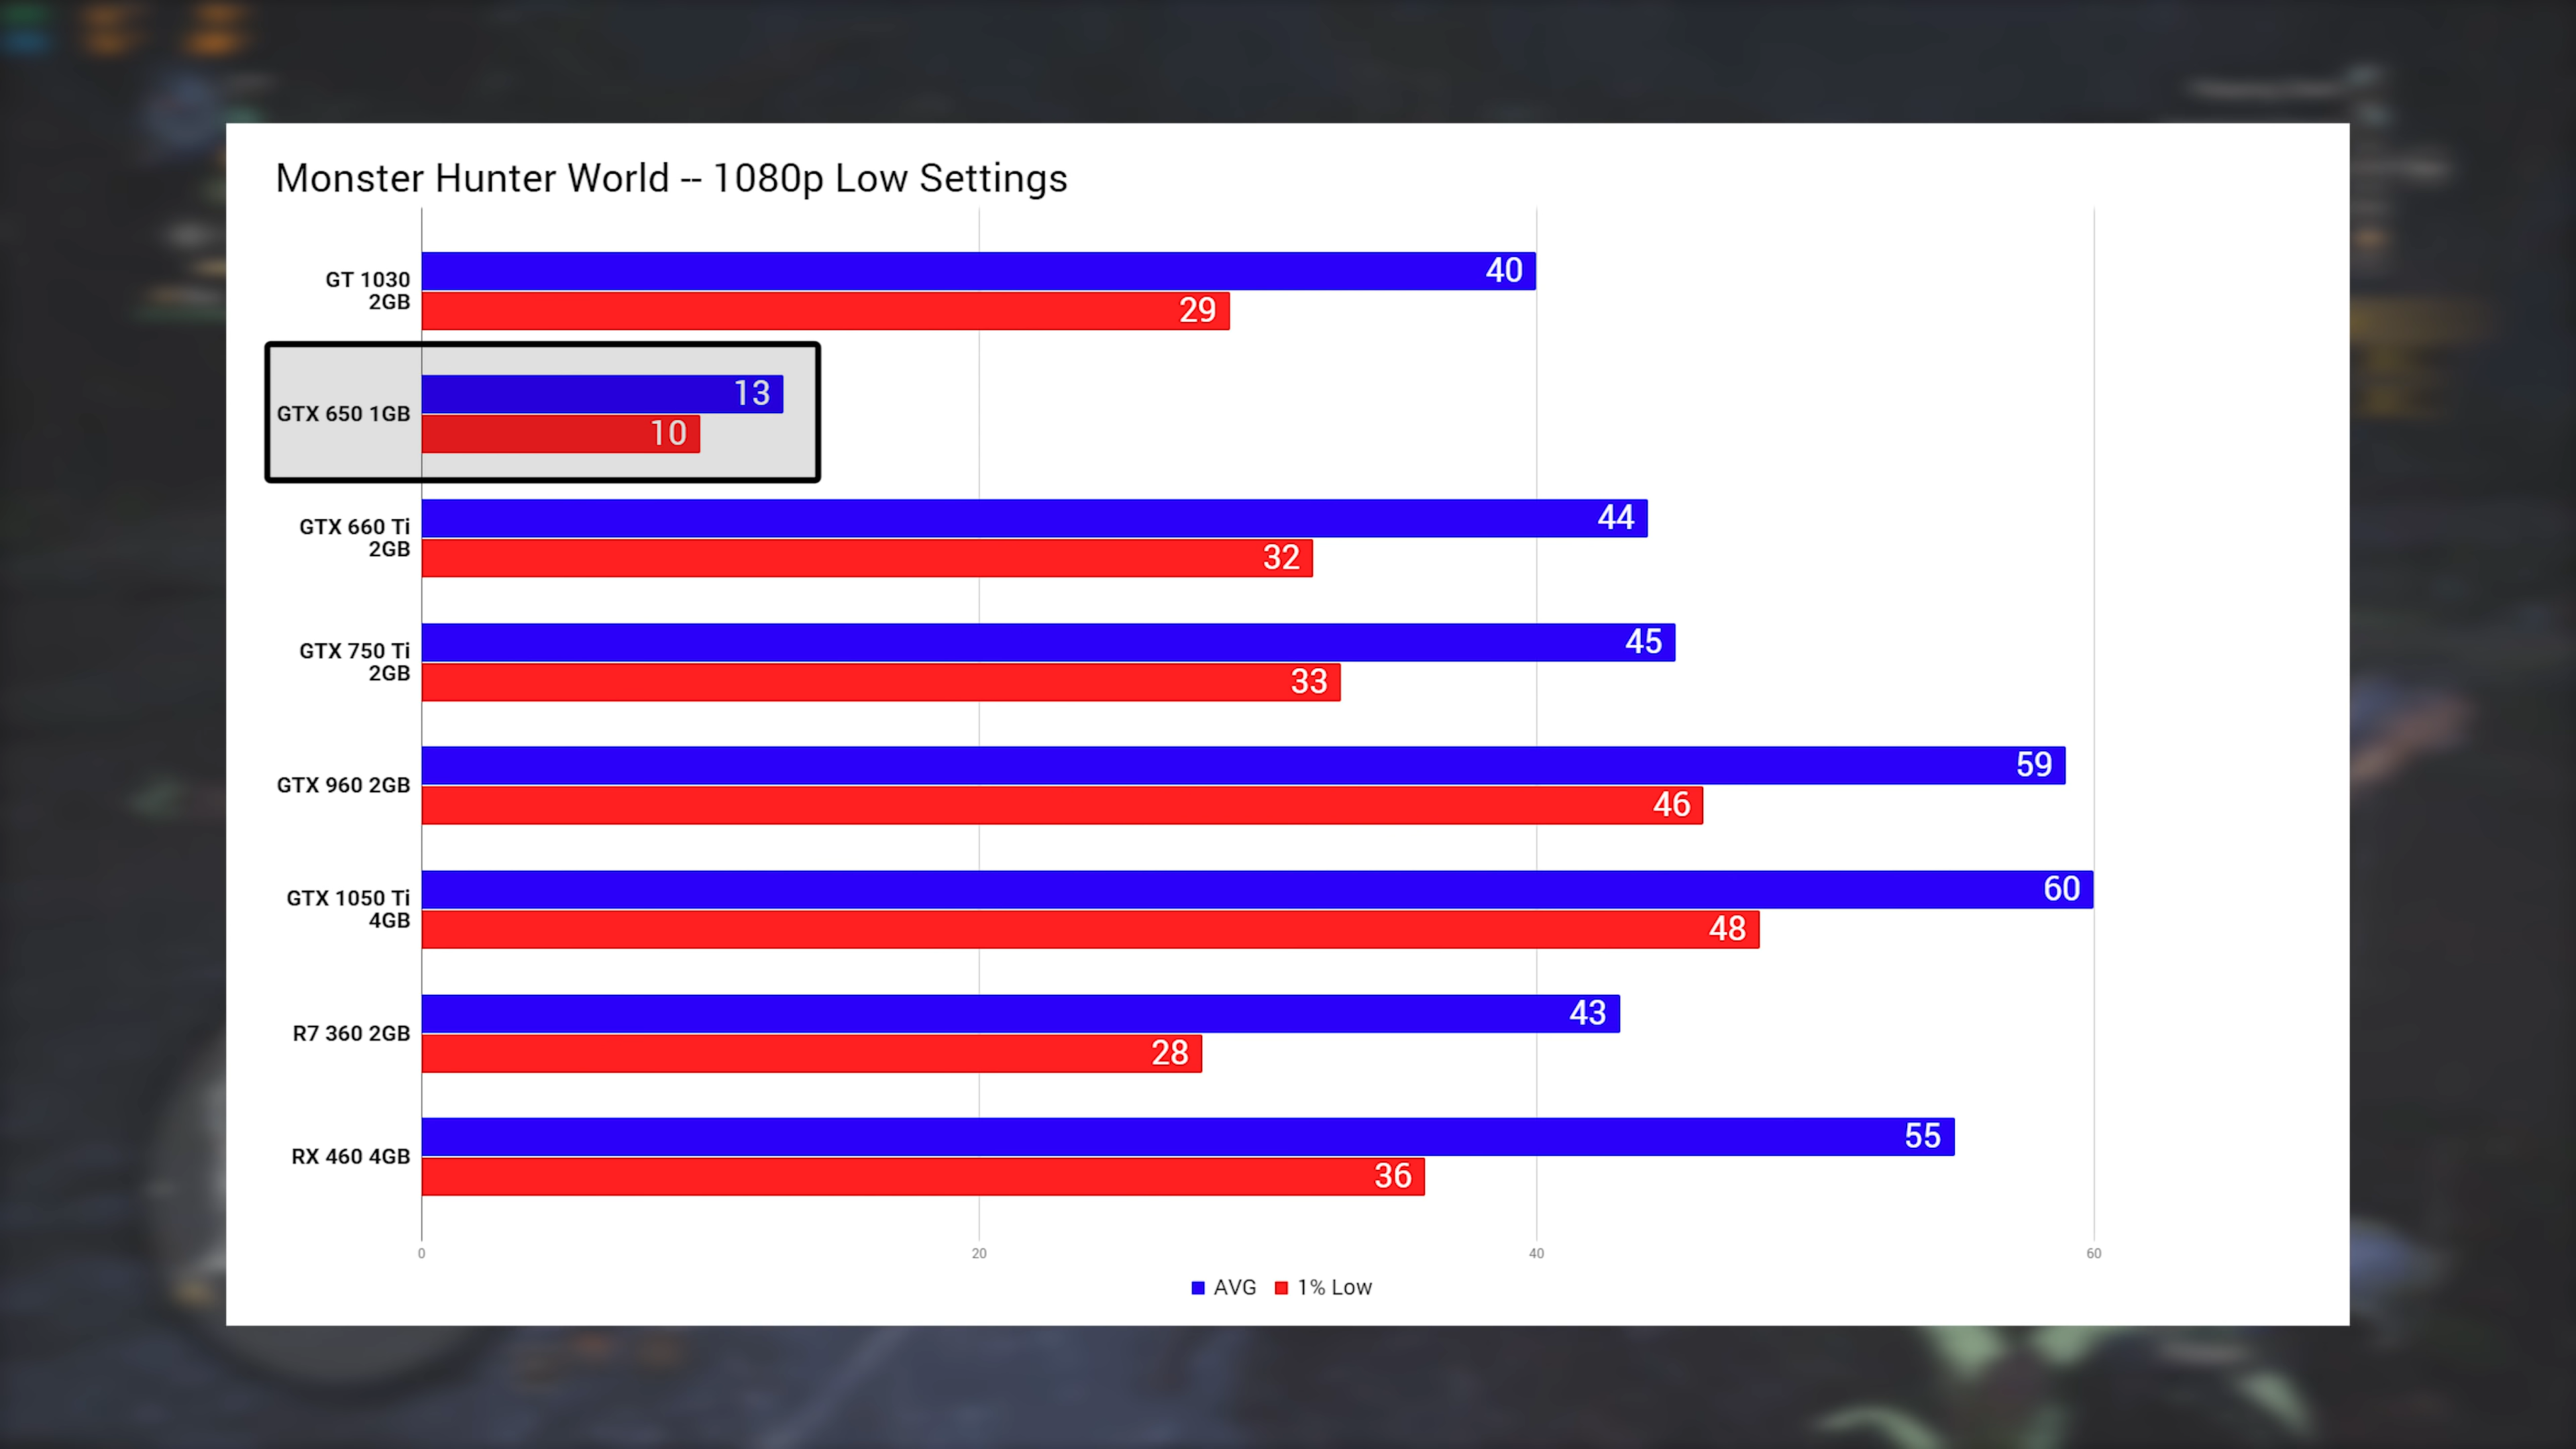 Monster Hunter World -- 1080p Low Settings
GT 1030
2GB
40
29
GTX 650 1GB
13
10
GTX 660 Ti
2GB
44
32
GTX 750 Ti
2GB
45
33
GTX 960 2GB
59
46
GTX 1050 Ti
4GB
60
48
R7 360 2GB
43
28
RX 460 4GB
55
36
0 20 40 60
AVG 1% Low